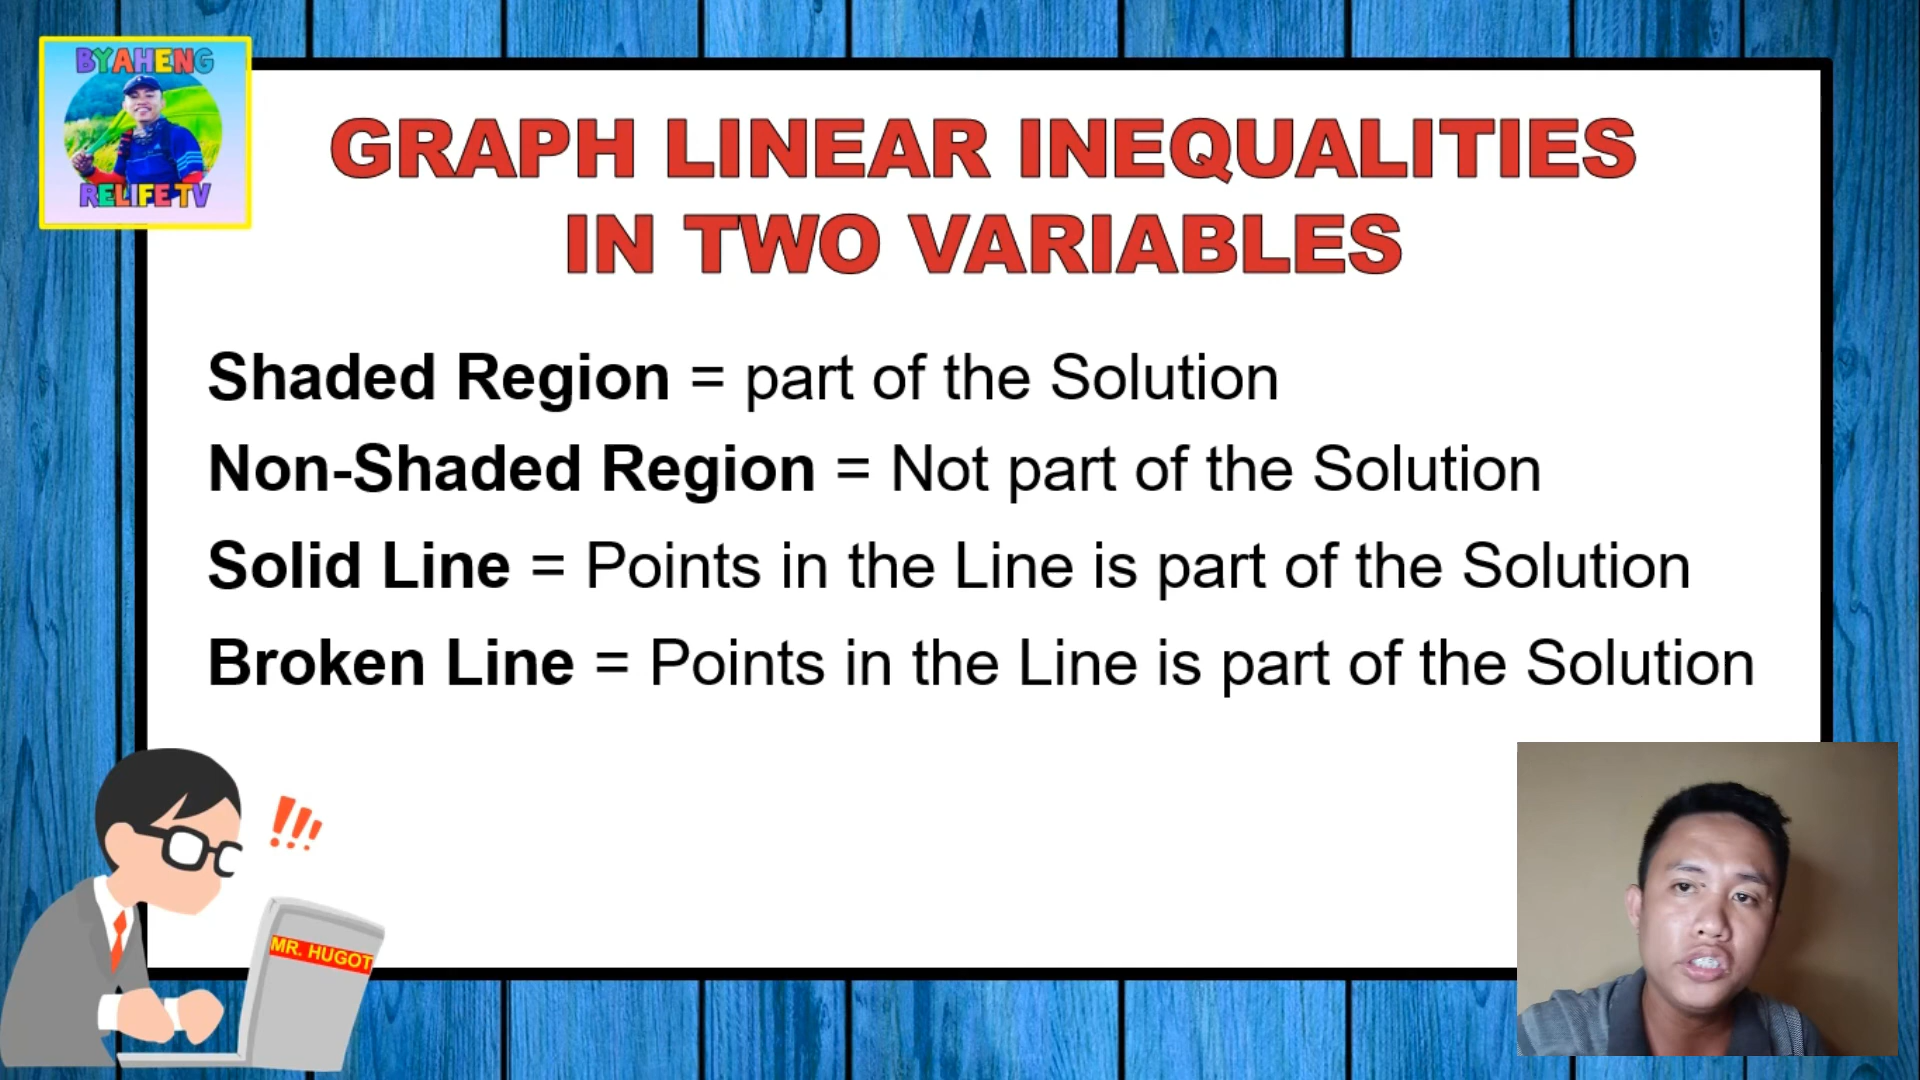 BYAHENG
RELIFE TV
GRAPH LINEAR INEQUALITIES
IN TWO VARIABLES
Shaded Region = part of the Solution
Non-Shaded Region = Not part of the Solution
Solid Line = Points in the Line is part of the Solution
Broken Line = Points in the Line is part of the Solution
MR. HUGOT